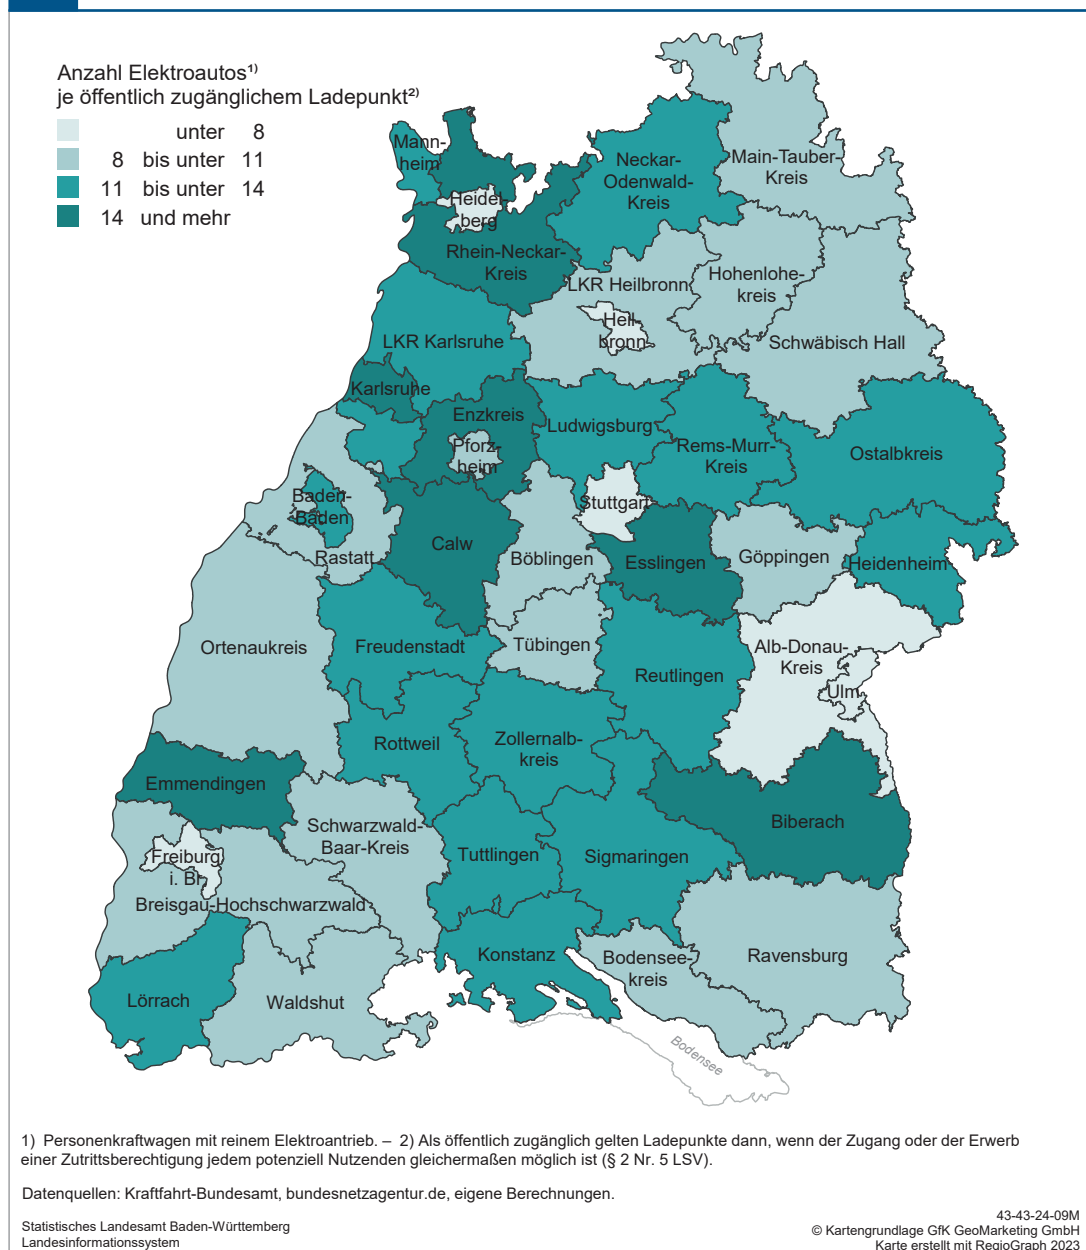 Anzahl Elektroautos¹⁾
je öffentlich zugänglichem Ladepunkt²⁾
unter 8
8 bis unter 11
11 bis unter 14
14 und mehr
Mann-
heim
Heidel-
berg
Rhein-Neckar-
Kreis
Neckar-
Odenwald-
Kreis
Main-Tauber-
Kreis
LKR Heilbronn
Heil-
bronn
Hohenlohe-
kreis
Schwäbisch Hall
LKR Karlsruhe
Karlsruhe
Enzkreis
Pforz-
heim
Ludwigsburg
Rems-Murr-
Kreis
Ostalbkreis
Baden-
Baden
Rastatt
Calw
Böblingen
Stuttgart
Esslingen
Göppingen
Heidenheim
Ortenaukreis
Freudenstadt
Tübingen
Reutlingen
Alb-Donau-
Kreis
Ulm
Rottweil
Zollernalb-
kreis
Emmendingen
Schwarzwald-
Baar-Kreis
Biberach
Freiburg
i. Br.
Breisgau-Hochschwarzwald
Tuttlingen
Sigmaringen
Konstanz
Bodensee-
kreis
Ravensburg
Lörrach
Waldshut
Bodensee
1) Personenkraftwagen mit reinem Elektroantrieb. – 2) Als öffentlich zugänglich gelten Ladepunkte dann, wenn der Zugang oder der Erwerb
einer Zutrittsberechtigung jedem potenziell Nutzenden gleichermaßen möglich ist (§ 2 Nr. 5 LSV).
Datenquellen: Kraftfahrt-Bundesamt, bundesnetzagentur.de, eigene Berechnungen.
Statistisches Landesamt Baden-Württemberg
Landesinformationssystem
43-43-24-09M
© Kartengrundlage GfK GeoMarketing GmbH
Karte erstellt mit RegioGraph 2023